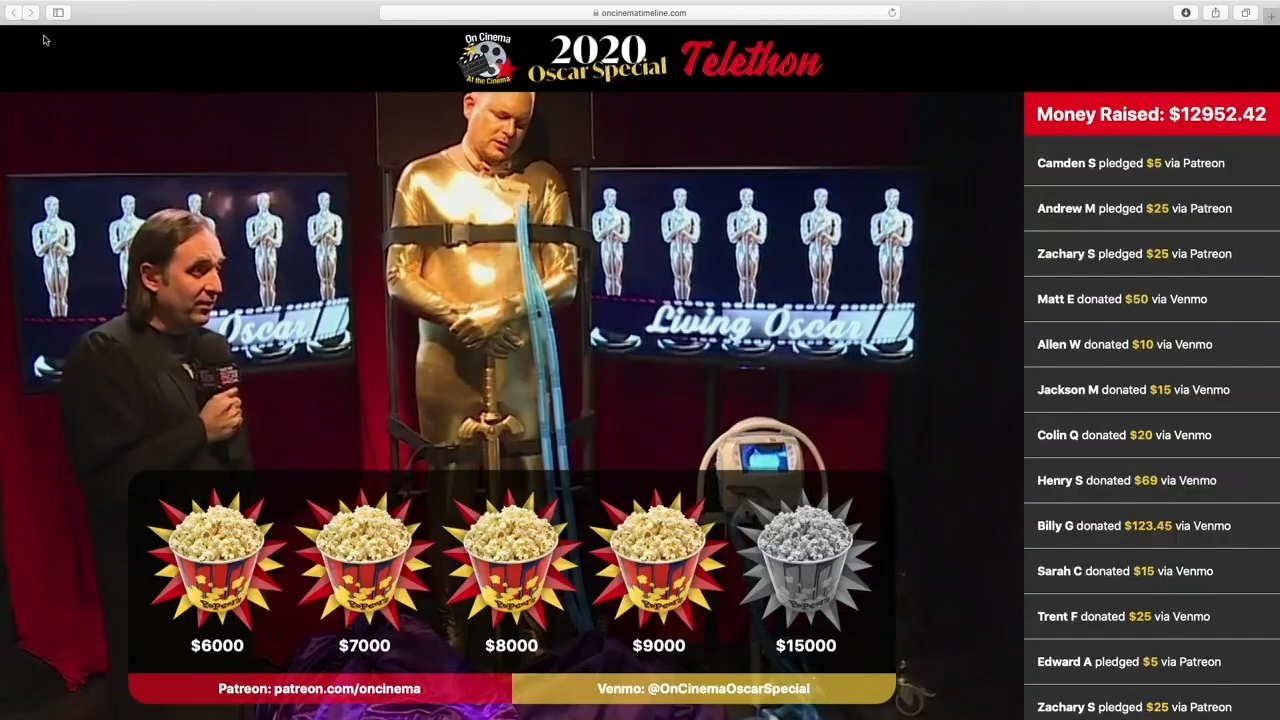 oncinematimeline.com
On Cinema
At the Cinema
2020
Oscar Special
Telethon
Money Raised: $12952.42
Camden S pledged $5 via Patreon
Andrew M pledged $25 via Patreon
Zachary S pledged $25 via Patreon
Matt E donated $50 via Venmo
Allen W donated $10 via Venmo
Jackson M donated $15 via Venmo
Colin Q donated $20 via Venmo
Henry S donated $69 via Venmo
Billy G donated $123.45 via Venmo
Sarah C donated $15 via Venmo
Trent F donated $25 via Venmo
Edward A pledged $5 via Patreon
Zachary S pledged $25 via Patreon
Oscar
Living Oscar
Popcorn
Popcorn
Popcorn
Popcorn
Popcorn
$6000
$7000
$8000
$9000
$15000
Patreon: patreon.com/oncinema
Venmo: @OnCinemaOscarSpecial